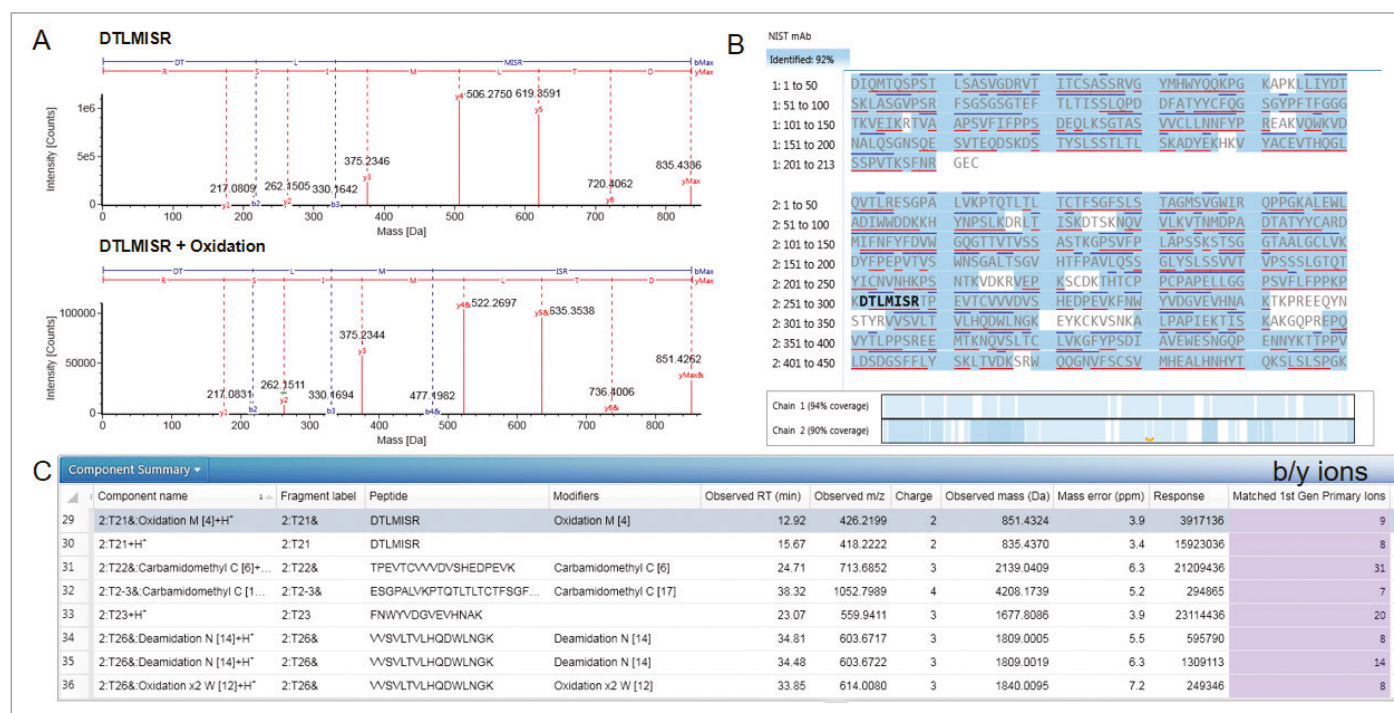 A
DTLMISR
DT L MISR bMax
R S I M L T D yMax
Intensity [Counts]
1e6
5e5
0
217.0809
262.1505
330.1642
375.2346
506.2750
619.3591
720.4062
835.4336
y1 b2 y2 b3 y3 y4 y5 y6 yMax
0 100 200 300 400 500 600 700 800
Mass [Da]
DTLMISR + Oxidation
DT L M ISR bMax
R S I M L T D yMax
Intensity [Counts]
100000
50000
0
217.0831
262.1511
330.1694
375.2344
477.1982
522.2697
635.3538
736.4006
851.4262
y1 b2 y2 b3 y3 b4& y4& y5& y6& yMax&
0 100 200 300 400 500 600 700 800
Mass [Da]
B
NIST mAb
Identified: 92%
1: 1 to 50 DIQMTQSPST LSASVGDRVT ITCSASSRVG YMHWYQQKPG KAPKLLIYDT
1: 51 to 100 SKLASGVPSR FSGSGSGTEF TLTISSLQPD DFATYYCFQG SGYPFTFGGG
1: 101 to 150 TKVEIKRTVA APSVFIFPPS DEQLKSGTAS VVCLLNNFYP REAKVQWKVD
1: 151 to 200 NALQSGNSQE SVTEQDSKDS TYSLSSTLTL SKADYEKHKV YACEVTHQGL
1: 201 to 213 SSPVTKSFNR GEC
2: 1 to 50 QVTLRESGPA LVKPTQTLTL TCTFSGFSLS TAGMSVGWIR QPPGKALEWL
2: 51 to 100 ADIWWDDKKH YNPSLKDRLT ISKDTSKNQV VLKVTNMDPA DTATYYCARD
2: 101 to 150 MIFNFYFDVW GQGTTVTVSS ASTKGPSVFP LAPSSKSTSG GTAALGCLVK
2: 151 to 200 DYFPEPVTVS WNSGALTSGV HTFPAVLQSS GLYSLSSVVT VPSSSLGTQT
2: 201 to 250 YICNVNHKPS NTKVDKRVEP KSCDKTHTCP PCPAPELLGG PSVFLFPPKP
2: 251 to 300 KDTLMISRTP EVTCVVVDVS HEDPEVKFNW YVDGVEVHNA KTKPREEQYN
2: 301 to 350 STYRVVSVLT VLHQDWLNGK EYKCKVSNKA LPAPIEKTIS KAKGQPREPQ
2: 351 to 400 VYTLPPSREE MTKNQVSLTC LVKGFYPSDI AVEWESNGQP ENNYKTTPPV
2: 401 to 450 LDSDGSFFLY SKLTVDKSRW QQGNVFSCSV MHEALHNHYT QKSLSLSPGK
Chain 1 (94% coverage)
Chain 2 (90% coverage)
C
Component Summary b/y ions
Component name 1 Fragment label Peptide Modifiers Observed RT (min) Observed m/z Charge Observed mass (Da) Mass error (ppm) Response Matched 1st Gen Primary Ions
29 2:T21&:Oxidation M [4]+H⁺ 2:T21& DTLMISR Oxidation M [4] 12.92 426.2199 2 851.4324 3.9 3917136 9
30 2:T21+H⁺ 2:T21 DTLMISR 15.67 418.2222 2 835.4370 3.4 15923036 8
31 2:T22&:Carbamidomethyl C [6]+... 2:T22& TPEVTCVVVDVSHEDPEVK Carbamidomethyl C [6] 24.71 713.6852 3 2139.0409 6.3 21209436 31
32 2:T2-3&:Carbamidomethyl C [1... 2:T2-3& ESGPALVKPTQTLTLTCTFSGF... Carbamidomethyl C [17] 38.32 1052.7989 4 4208.1739 5.2 294865 7
33 2:T23+H⁺ 2:T23 FNWYVDGVEVHNAK 23.07 559.9411 3 1677.8086 3.9 23114436 20
34 2:T26&:Deamidation N [14]+H⁺ 2:T26& VVSVLTVLHQDWLNGK Deamidation N [14] 34.81 603.6717 3 1809.0005 5.5 595790 8
35 2:T26&:Deamidation N [14]+H⁺ 2:T26& VVSVLTVLHQDWLNGK Deamidation N [14] 34.48 603.6722 3 1809.0019 6.3 1309113 14
36 2:T26&:Oxidation x2 W [12]+H⁺ 2:T26& VVSVLTVLHQDWLNGK Oxidation x2 W [12] 33.85 614.0080 3 1840.0095 7.2 249346 8